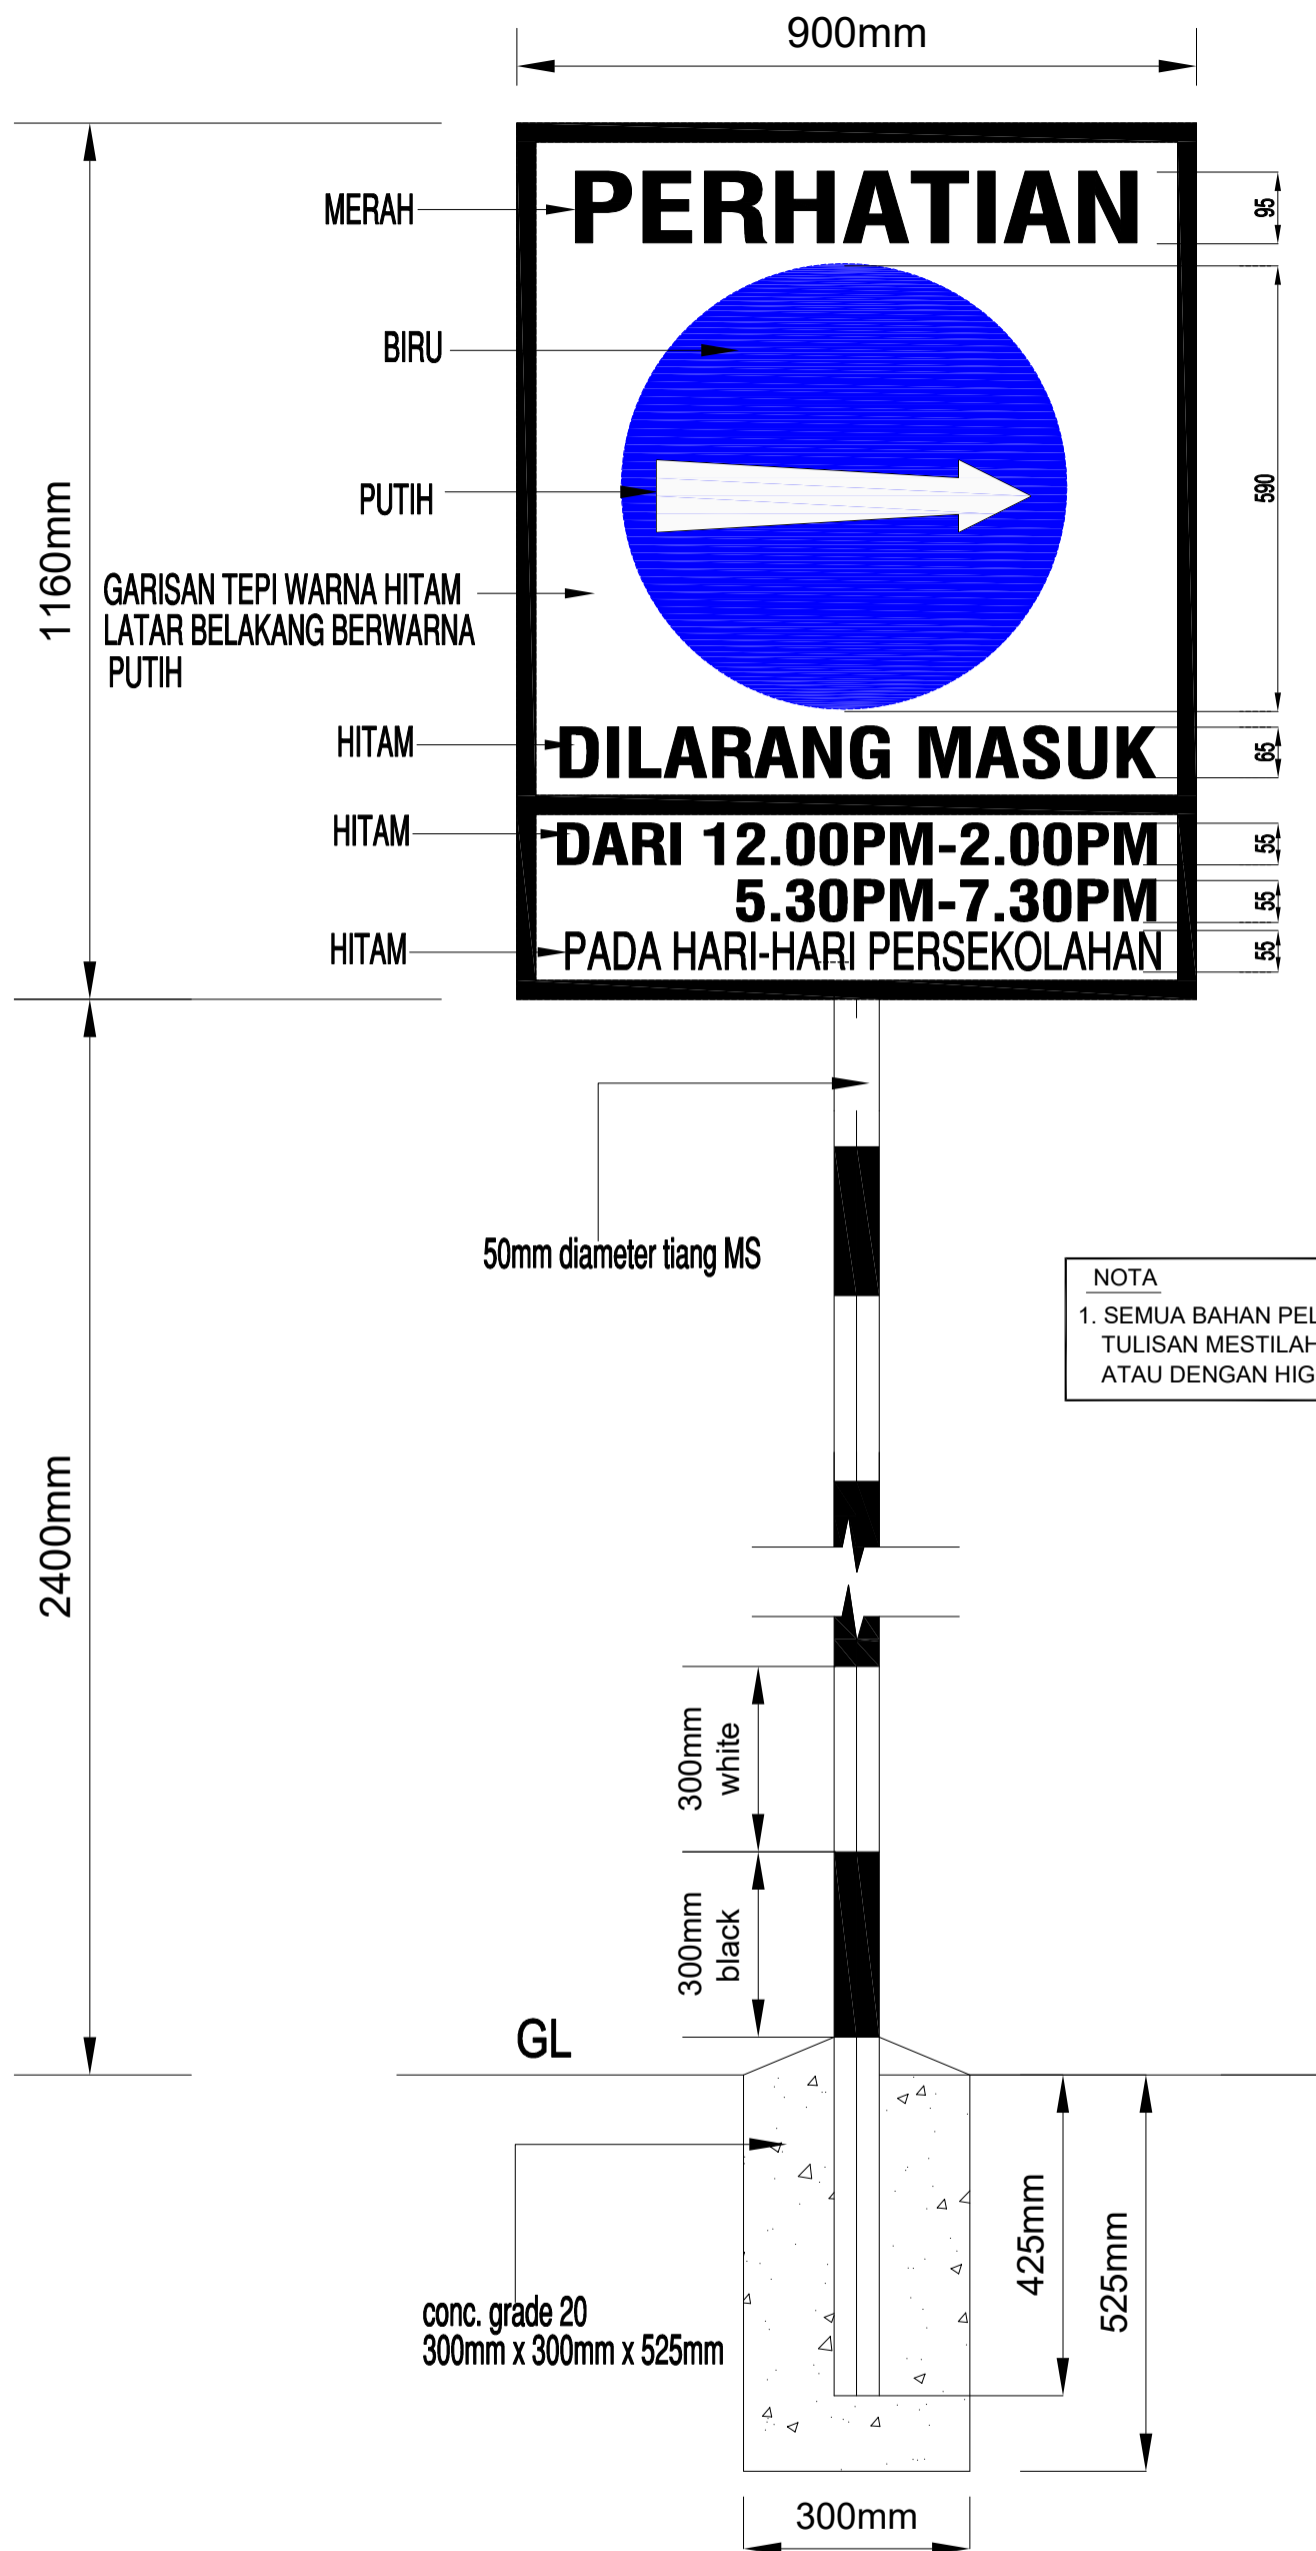 900mm
MERAH
PERHATIAN
95
BIRU
590
PUTIH
1160mm
GARISAN TEPI WARNA HITAM
LATAR BELAKANG BERWARNA
PUTIH
HITAM
DILARANG MASUK
65
HITAM
DARI 12.00PM-2.00PM
55
5.30PM-7.30PM
55
HITAM
PADA HARI-HARI PERSEKOLAHAN
55
50mm diameter tiang MS
NOTA
1. SEMUA BAHAN PEL
TULISAN MESTILAH
ATAU DENGAN HIG
2400mm
300mm
white
300mm
black
GL
425mm
525mm
conc. grade 20
300mm x 300mm x 525mm
300mm